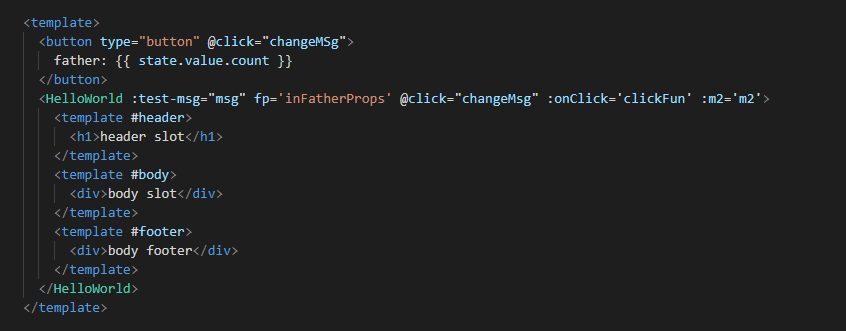 <template>
  <button type="button" @click="changeMSg">
    father: {{ state.value.count }}
  </button>
  <HelloWorld :test-msg="msg" fp='inFatherProps' @click="changeMsg" :onClick='clickFun' :m2='m2'>
    <template #header>
      <h1>header slot</h1>
    </template>
    <template #body>
      <div>body slot</div>
    </template>
    <template #footer>
      <div>body footer</div>
    </template>
  </HelloWorld>
</template>